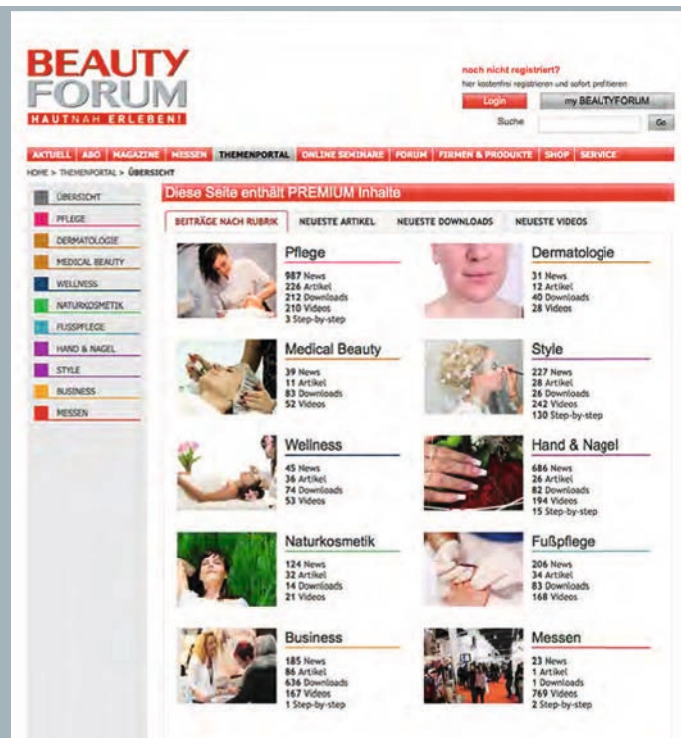 BEAUTY
FORUM
HAUTNAH ERLEBEN!
noch nicht registriert?
hier kostenfrei registrieren und sofort profitieren
Login
my BEAUTYFORUM
Suche
Go
AKTUELL ABO MAGAZINE MESSEN THEMENPORTAL ONLINE SEMINARE FORUM FIRMEN & PRODUKTE SHOP SERVICE
HOME > THEMENPORTAL > ÜBERSICHT
ÜBERSICHT
PFLEGE
DERMATOLOGIE
MEDICAL BEAUTY
WELLNESS
NATURKOSMETIK
FUSSPFLEGE
HAND & NAGEL
STYLE
BUSINESS
MESSEN
Diese Seite enthält PREMIUM Inhalte
BEITRÄGE NACH RUBRIK NEUESTE ARTIKEL NEUESTE DOWNLOADS NEUESTE VIDEOS
Pflege
987 News
226 Artikel
212 Downloads
210 Videos
3 Step-by-step
Dermatologie
31 News
12 Artikel
40 Downloads
28 Videos
Medical Beauty
39 News
11 Artikel
83 Downloads
52 Videos
Style
227 News
28 Artikel
26 Downloads
242 Videos
130 Step-by-step
Wellness
45 News
36 Artikel
74 Downloads
53 Videos
Hand & Nagel
686 News
26 Artikel
82 Downloads
194 Videos
15 Step-by-step
Naturkosmetik
124 News
32 Artikel
14 Downloads
21 Videos
Fußpflege
206 News
34 Artikel
83 Downloads
168 Videos
Business
185 News
86 Artikel
636 Downloads
167 Videos
1 Step-by-step
Messen
23 News
1 Artikel
1 Downloads
769 Videos
2 Step-by-step